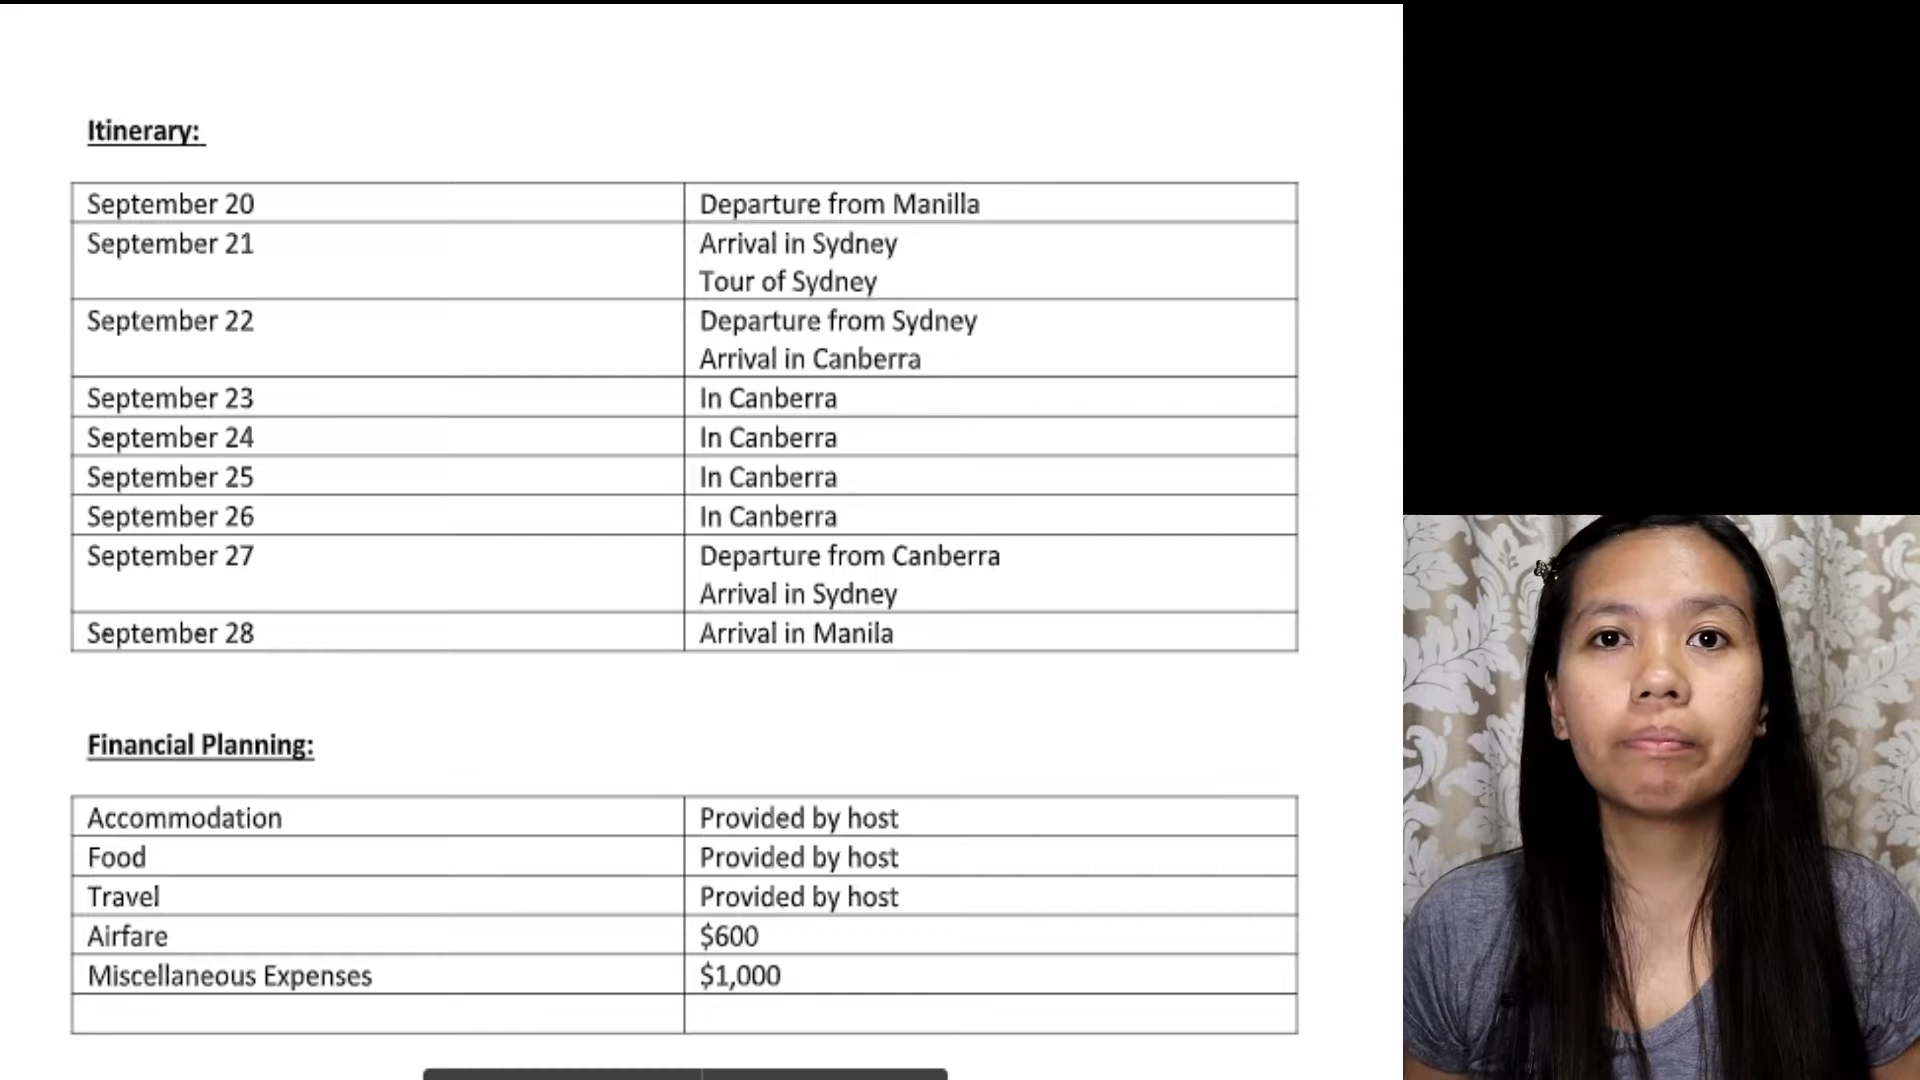 Itinerary:
September 20 Departure from Manilla
September 21 Arrival in Sydney
Tour of Sydney
September 22 Departure from Sydney
Arrival in Canberra
September 23 In Canberra
September 24 In Canberra
September 25 In Canberra
September 26 In Canberra
September 27 Departure from Canberra
Arrival in Sydney
September 28 Arrival in Manila
Financial Planning:
Accommodation Provided by host
Food Provided by host
Travel Provided by host
Airfare $600
Miscellaneous Expenses $1,000